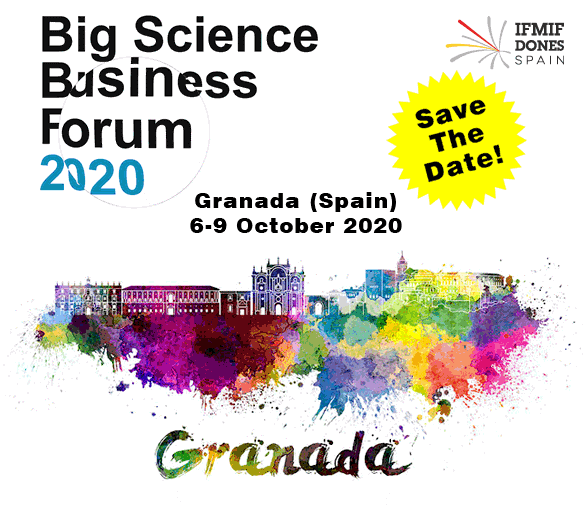 Big Science
Business
Forum
2020
IFMIF
DONES
SPAIN
Save
The
Date!
Granada (Spain)
6-9 October 2020
Granada